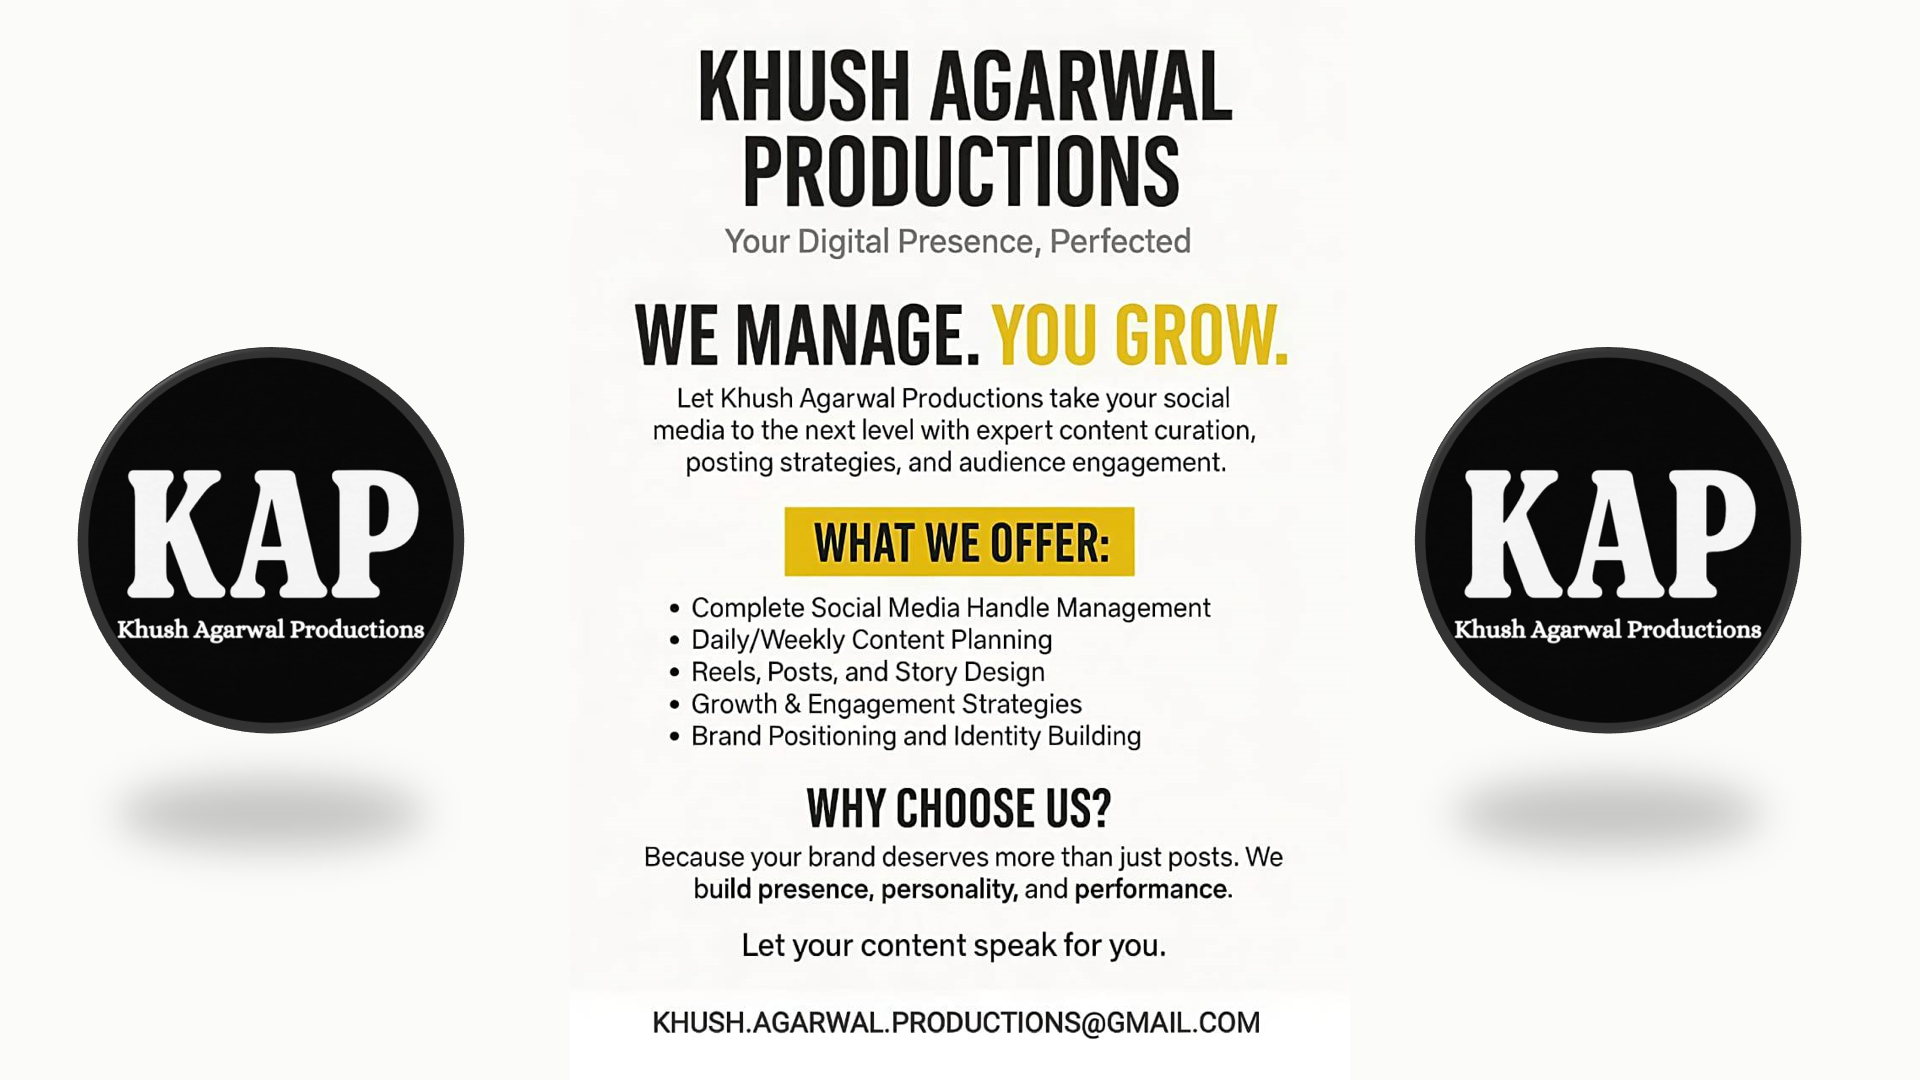 KHUSH AGARWAL
PRODUCTIONS
Your Digital Presence, Perfected
WE MANAGE. YOU GROW.
Let Khush Agarwal Productions take your social
media to the next level with expert content curation,
posting strategies, and audience engagement.
KAP
Khush Agarwal Productions
KAP
Khush Agarwal Productions
WHAT WE OFFER:
• Complete Social Media Handle Management
• Daily/Weekly Content Planning
• Reels, Posts, and Story Design
• Growth & Engagement Strategies
• Brand Positioning and Identity Building
WHY CHOOSE US?
Because your brand deserves more than just posts. We
build presence, personality, and performance.
Let your content speak for you.
KHUSH.AGARWAL.PRODUCTIONS@GMAIL.COM